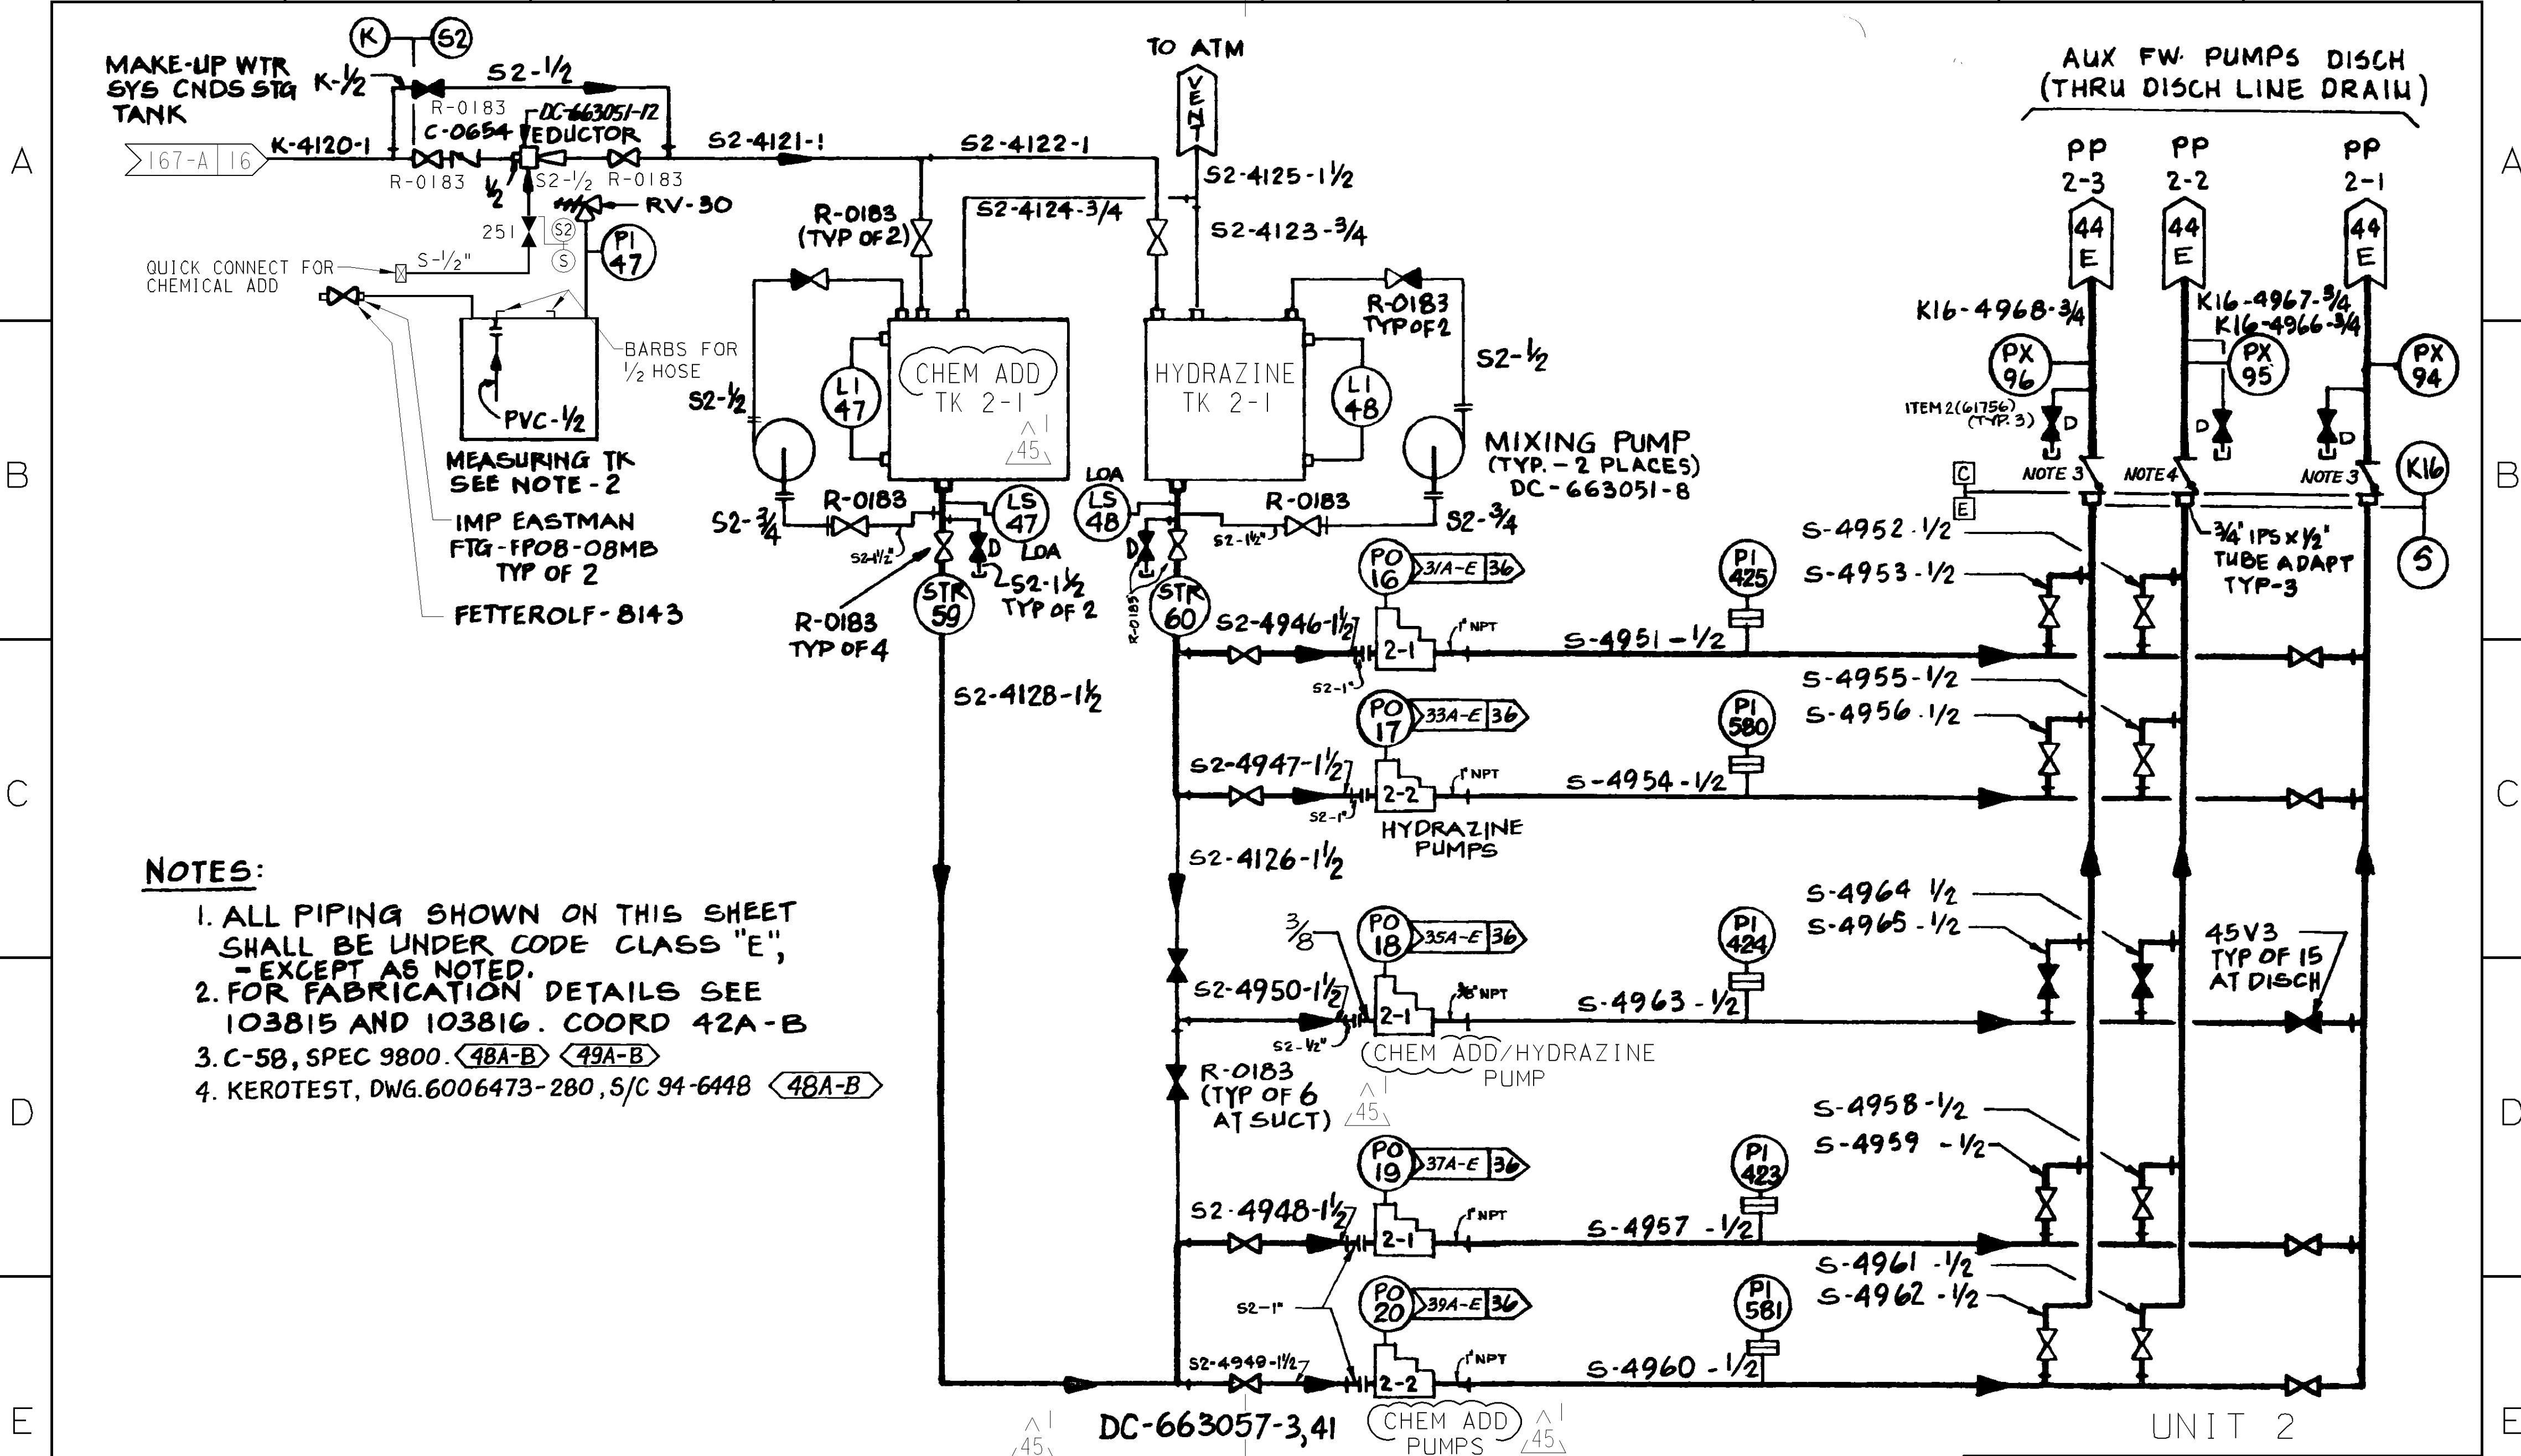 K
S2
MAKE-UP WTR
SYS CNDS STG
TANK
K-1/2
S2-1/2
R-0183
DC-663051-12
C-0654
EDUCTOR
167-A 16
K-4120-1
R-0183
1/2
S2-1/2
R-0183
S2-4121-1
S2-4122-1
RV-30
251
S2
S
PI
47
QUICK CONNECT FOR
CHEMICAL ADD
S-1/2"
BARBS FOR
1/2 HOSE
PVC-1/2
MEASURING TK
SEE NOTE-2
IMP EASTMAN
FTG-FP08-08MB
TYP OF 2
FETTEROLF-8143
TO ATM
VENT
S2-4125-1 1/2
S2-4124-3/4
S2-4123-3/4
R-0183
(TYP OF 2)
R-0183
TYP OF 2
S2-1/2
S2-1/2
LI
47
CHEM ADD
TK 2-1
1
45
HYDRAZINE
TK 2-1
LI
48
MIXING PUMP
(TYP. - 2 PLACES)
DC-663051-8
S2-3/4
R-0183
S2-1 1/2"
LS
47
LOA
D
S2-1 1/2
TYP OF 2
LOA
LS
48
D
R-0183
S2-1 1/2"
S2-3/4
R-0185
STR
59
STR
60
R-0183
TYP OF 4
S2-4128-1 1/2
S2-4126-1 1/2
AUX FW. PUMPS DISCH
(THRU DISCH LINE DRAIN)
PP
2-3
PP
2-2
PP
2-1
44
E
44
E
44
E
K16-4968-3/4
K16-4967-3/4
K16-4966-3/4
PX
96
PX
95
PX
94
ITEM 2(61756)
(TYP. 3)
D
D
D
C
E
NOTE 3
NOTE 4
NOTE 3
K16
S
3/4" IPS x 1/2"
TUBE ADAPT
TYP-3
PO
16
31A-E 36
PI
425
S-4952-1/2
S-4953-1/2
S2-4946-1 1/2
S2-1"
2-1
1" NPT
S-4951-1/2
PO
17
33A-E 36
PI
580
S-4955-1/2
S-4956-1/2
S2-4947-1 1/2
S2-1"
2-2
1" NPT
S-4954-1/2
HYDRAZINE
PUMPS
PO
18
35A-E 36
PI
424
S-4964 1/2
S-4965-1/2
3/8
S2-4950-1 1/2
S2-1/2"
2-1
NPT
S-4963-1/2
45V3
TYP OF 15
AT DISCH
CHEM ADD/HYDRAZINE
PUMP
1
45
R-0183
(TYP OF 6
AT SUCT)
PO
19
37A-E 36
PI
423
S-4958-1/2
S-4959-1/2
S2-4948-1 1/2
2-1
1" NPT
S-4957-1/2
S2-1"
PO
20
39A-E 36
PI
581
S-4961-1/2
S-4962-1/2
S2-4949-1 1/2
2-2
1" NPT
S-4960-1/2
CHEM ADD
PUMPS
1
45
1
45
DC-663057-3,41
UNIT 2
NOTES:
1. ALL PIPING SHOWN ON THIS SHEET
SHALL BE UNDER CODE CLASS "E",
- EXCEPT AS NOTED.
2. FOR FABRICATION DETAILS SEE
103815 AND 103816. COORD 42A-B
3. C-58, SPEC 9800. 48A-B 49A-B
4. KEROTEST, DWG. 6006473-280, S/C 94-6448 48A-B
A
B
C
D
E
A
B
C
D
E